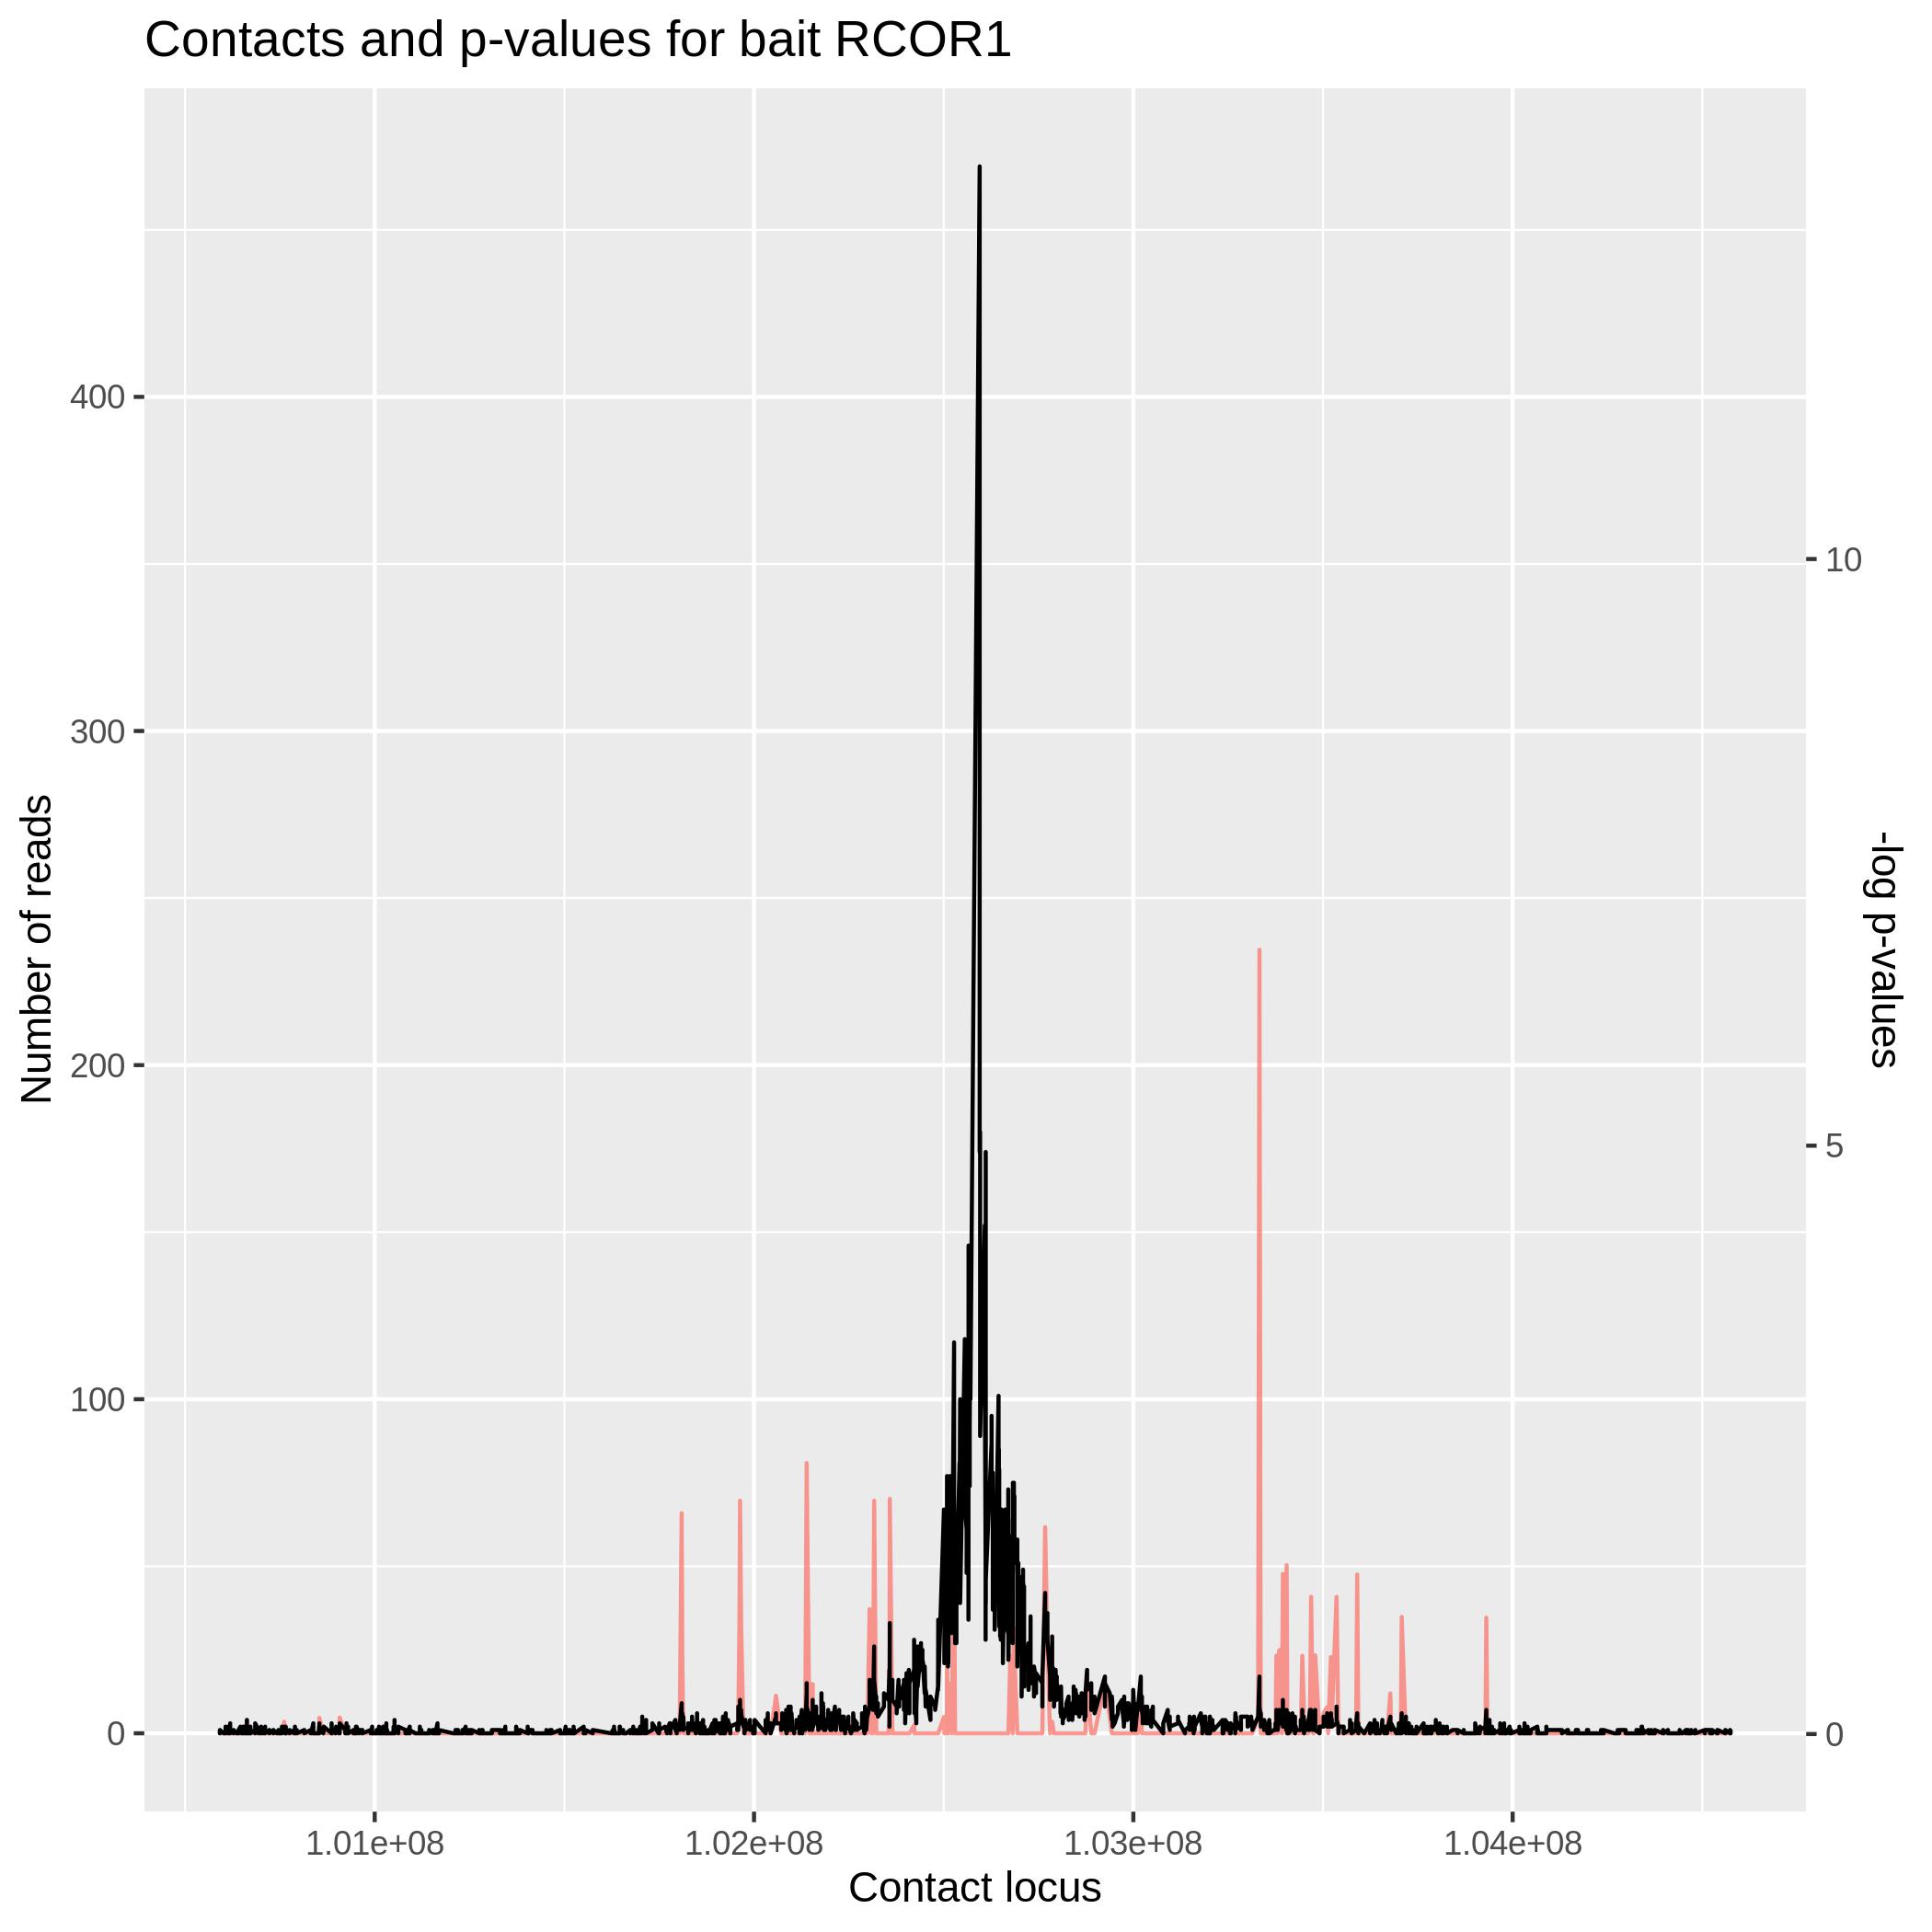 Contacts and p-values for bait RCOR1
Number of reads
400
300
200
100
0
10
5
0
-log p-values
1.01e+08
1.02e+08
1.03e+08
1.04e+08
Contact locus